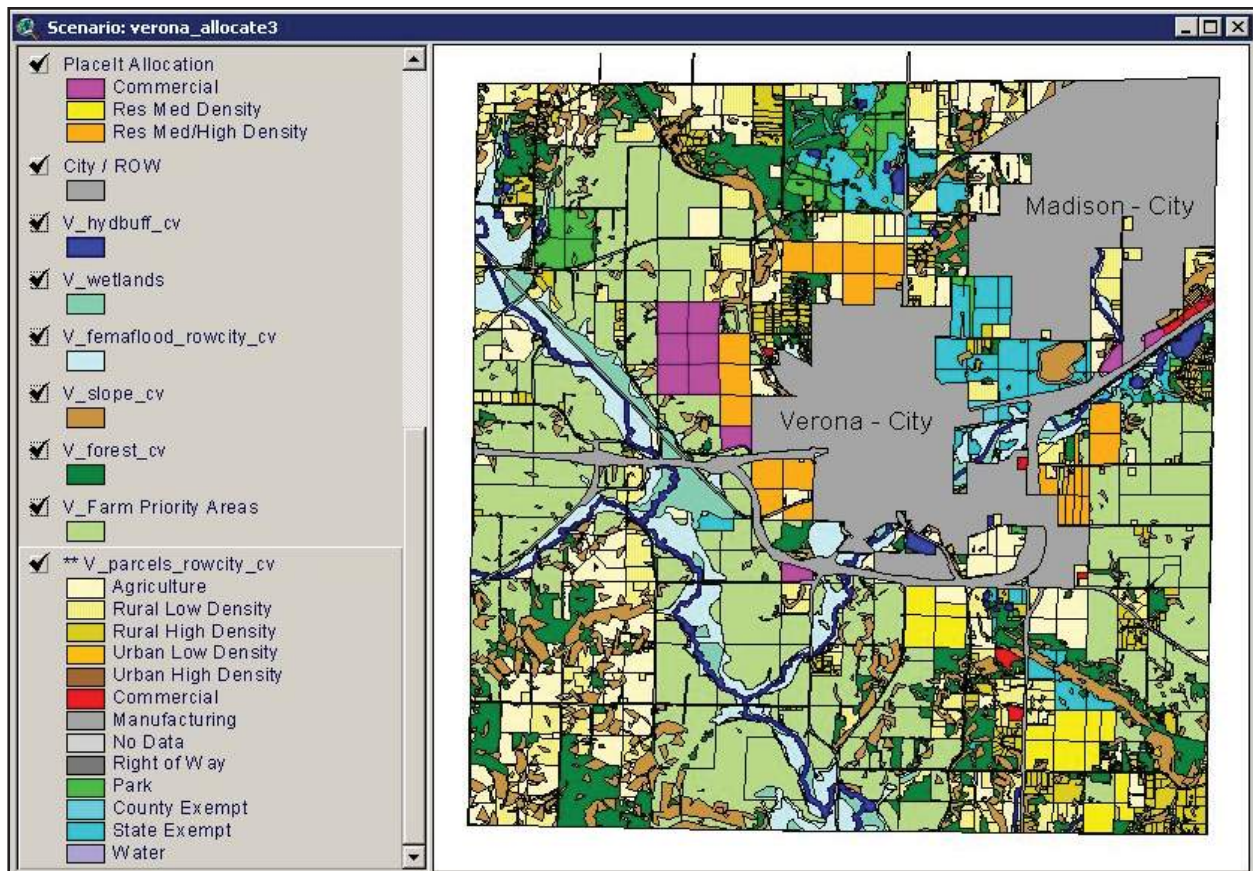 Scenario: verona_allocate3
PlaceIt Allocation
Commercial
Res Med Density
Res Med/High Density
City / ROW
V_hydbuff_cv
V_wetlands
V_femaflood_rowcity_cv
V_slope_cv
V_forest_cv
V_Farm Priority Areas
** V_parcels_rowcity_cv
Agriculture
Rural Low Density
Rural High Density
Urban Low Density
Urban High Density
Commercial
Manufacturing
No Data
Right of Way
Park
County Exempt
State Exempt
Water
Madison - City
Verona - City